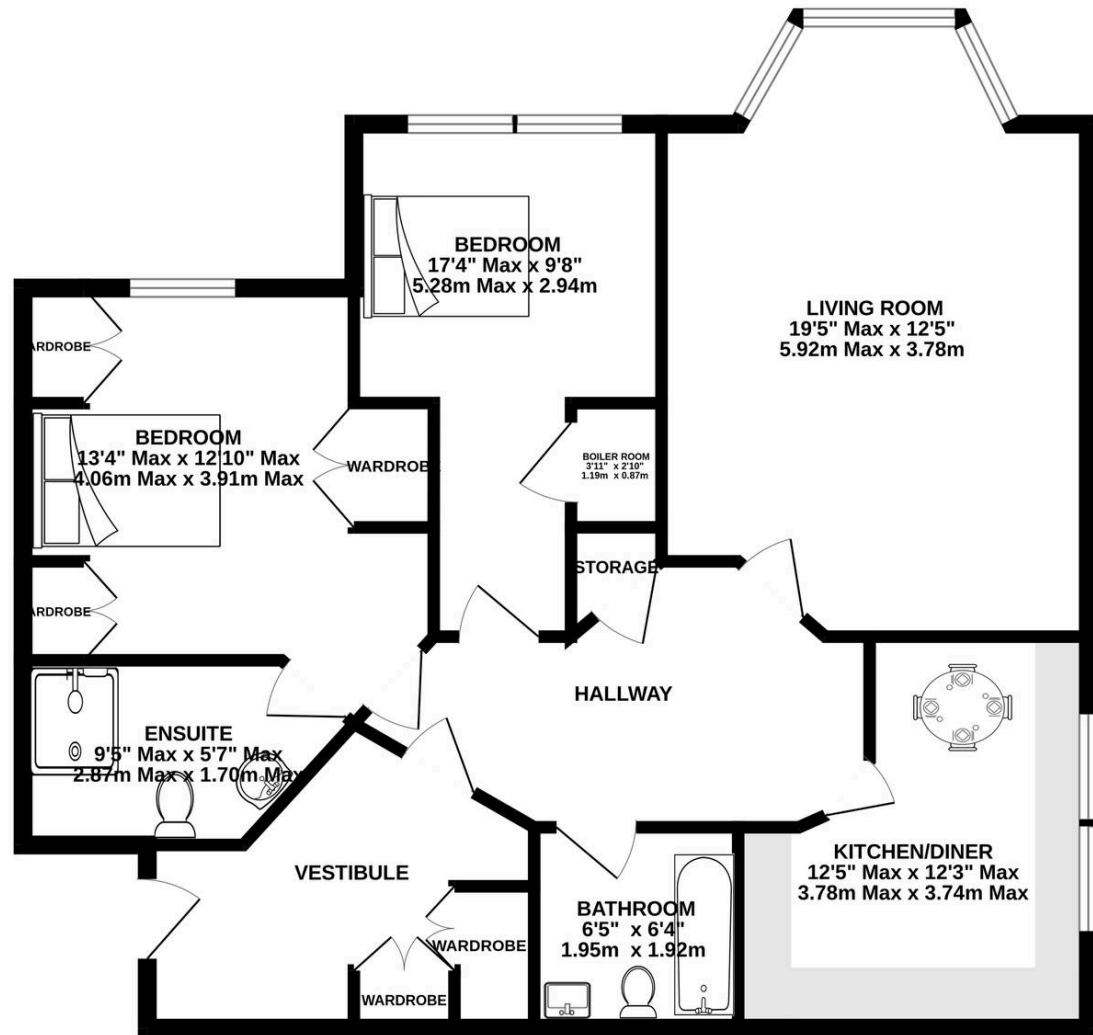 BEDROOM
17'4" Max x 9'8"
5.28m Max x 2.94m
LIVING ROOM
19'5" Max x 12'5"
5.92m Max x 3.78m
ARDROBE
BEDROOM
13'4" Max x 12'10" Max
4.06m Max x 3.91m Max
WARDROBE
BOILER ROOM
3'11" x 2'10"
1.19m x 0.87m
STORAGE
ARDROBE
HALLWAY
ENSUITE
9'5" Max x 5'7" Max
2.87m Max x 1.70m Max
VESTIBULE
KITCHEN/DINER
12'5" Max x 12'3" Max
3.78m Max x 3.74m Max
BATHROOM
6'5" x 6'4"
1.95m x 1.92m
WARDROBE
WARDROBE